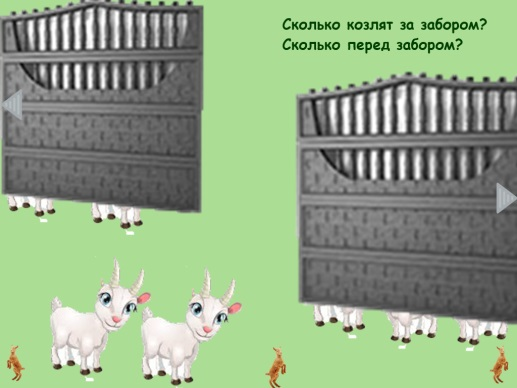 Сколько козлят за забором?
Сколько перед забором?